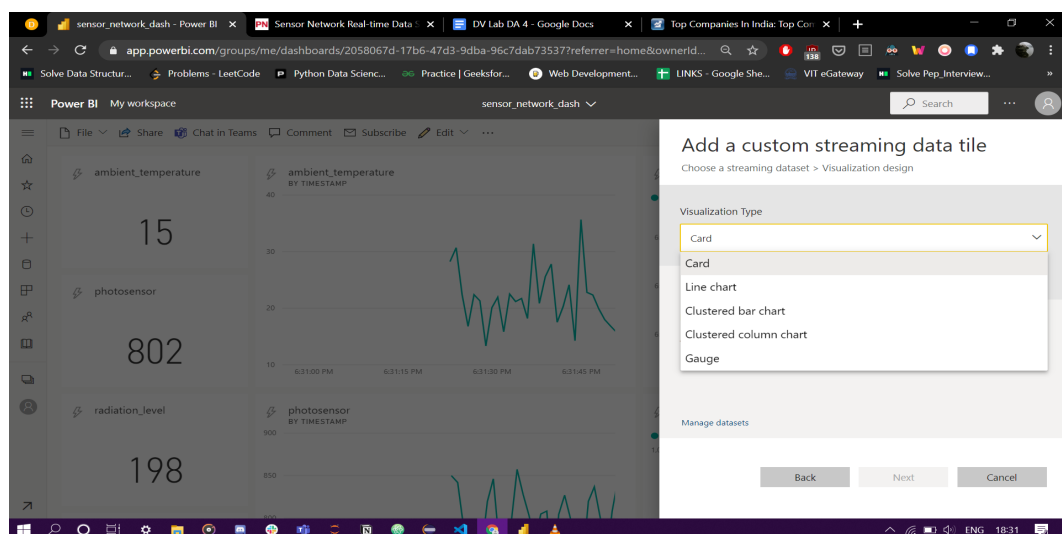 sensor_network_dash - Power BI
PN Sensor Network Real-time Data S
DV Lab DA 4 - Google Docs
Top Companies In India: Top Com
app.powerbi.com/groups/me/dashboards/2058067d-17b6-47d3-9dba-96c7dab73537?referrer=home&ownerId...
138
Solve Data Structur...
Problems - LeetCode
Python Data Scienc...
Practice | Geeksfor...
Web Development...
LINKS - Google She...
VIT eGateway
Solve Pep_Interview...
»
Power BI My workspace
sensor_network_dash
Search
File
Share
Chat in Teams
Comment
Subscribe
Edit
ambient_temperature
15
photosensor
802
radiation_level
198
ambient_temperature
BY TIMESTAMP
40
30
20
10
6:31:00 PM 6:31:15 PM 6:31:30 PM 6:31:45 PM
photosensor
BY TIMESTAMP
900
850
800
Add a custom streaming data tile
Choose a streaming dataset > Visualization design
Visualization Type
Card
Card
Line chart
Clustered bar chart
Clustered column chart
Gauge
Manage datasets
Back
Next
Cancel
ENG 18:31